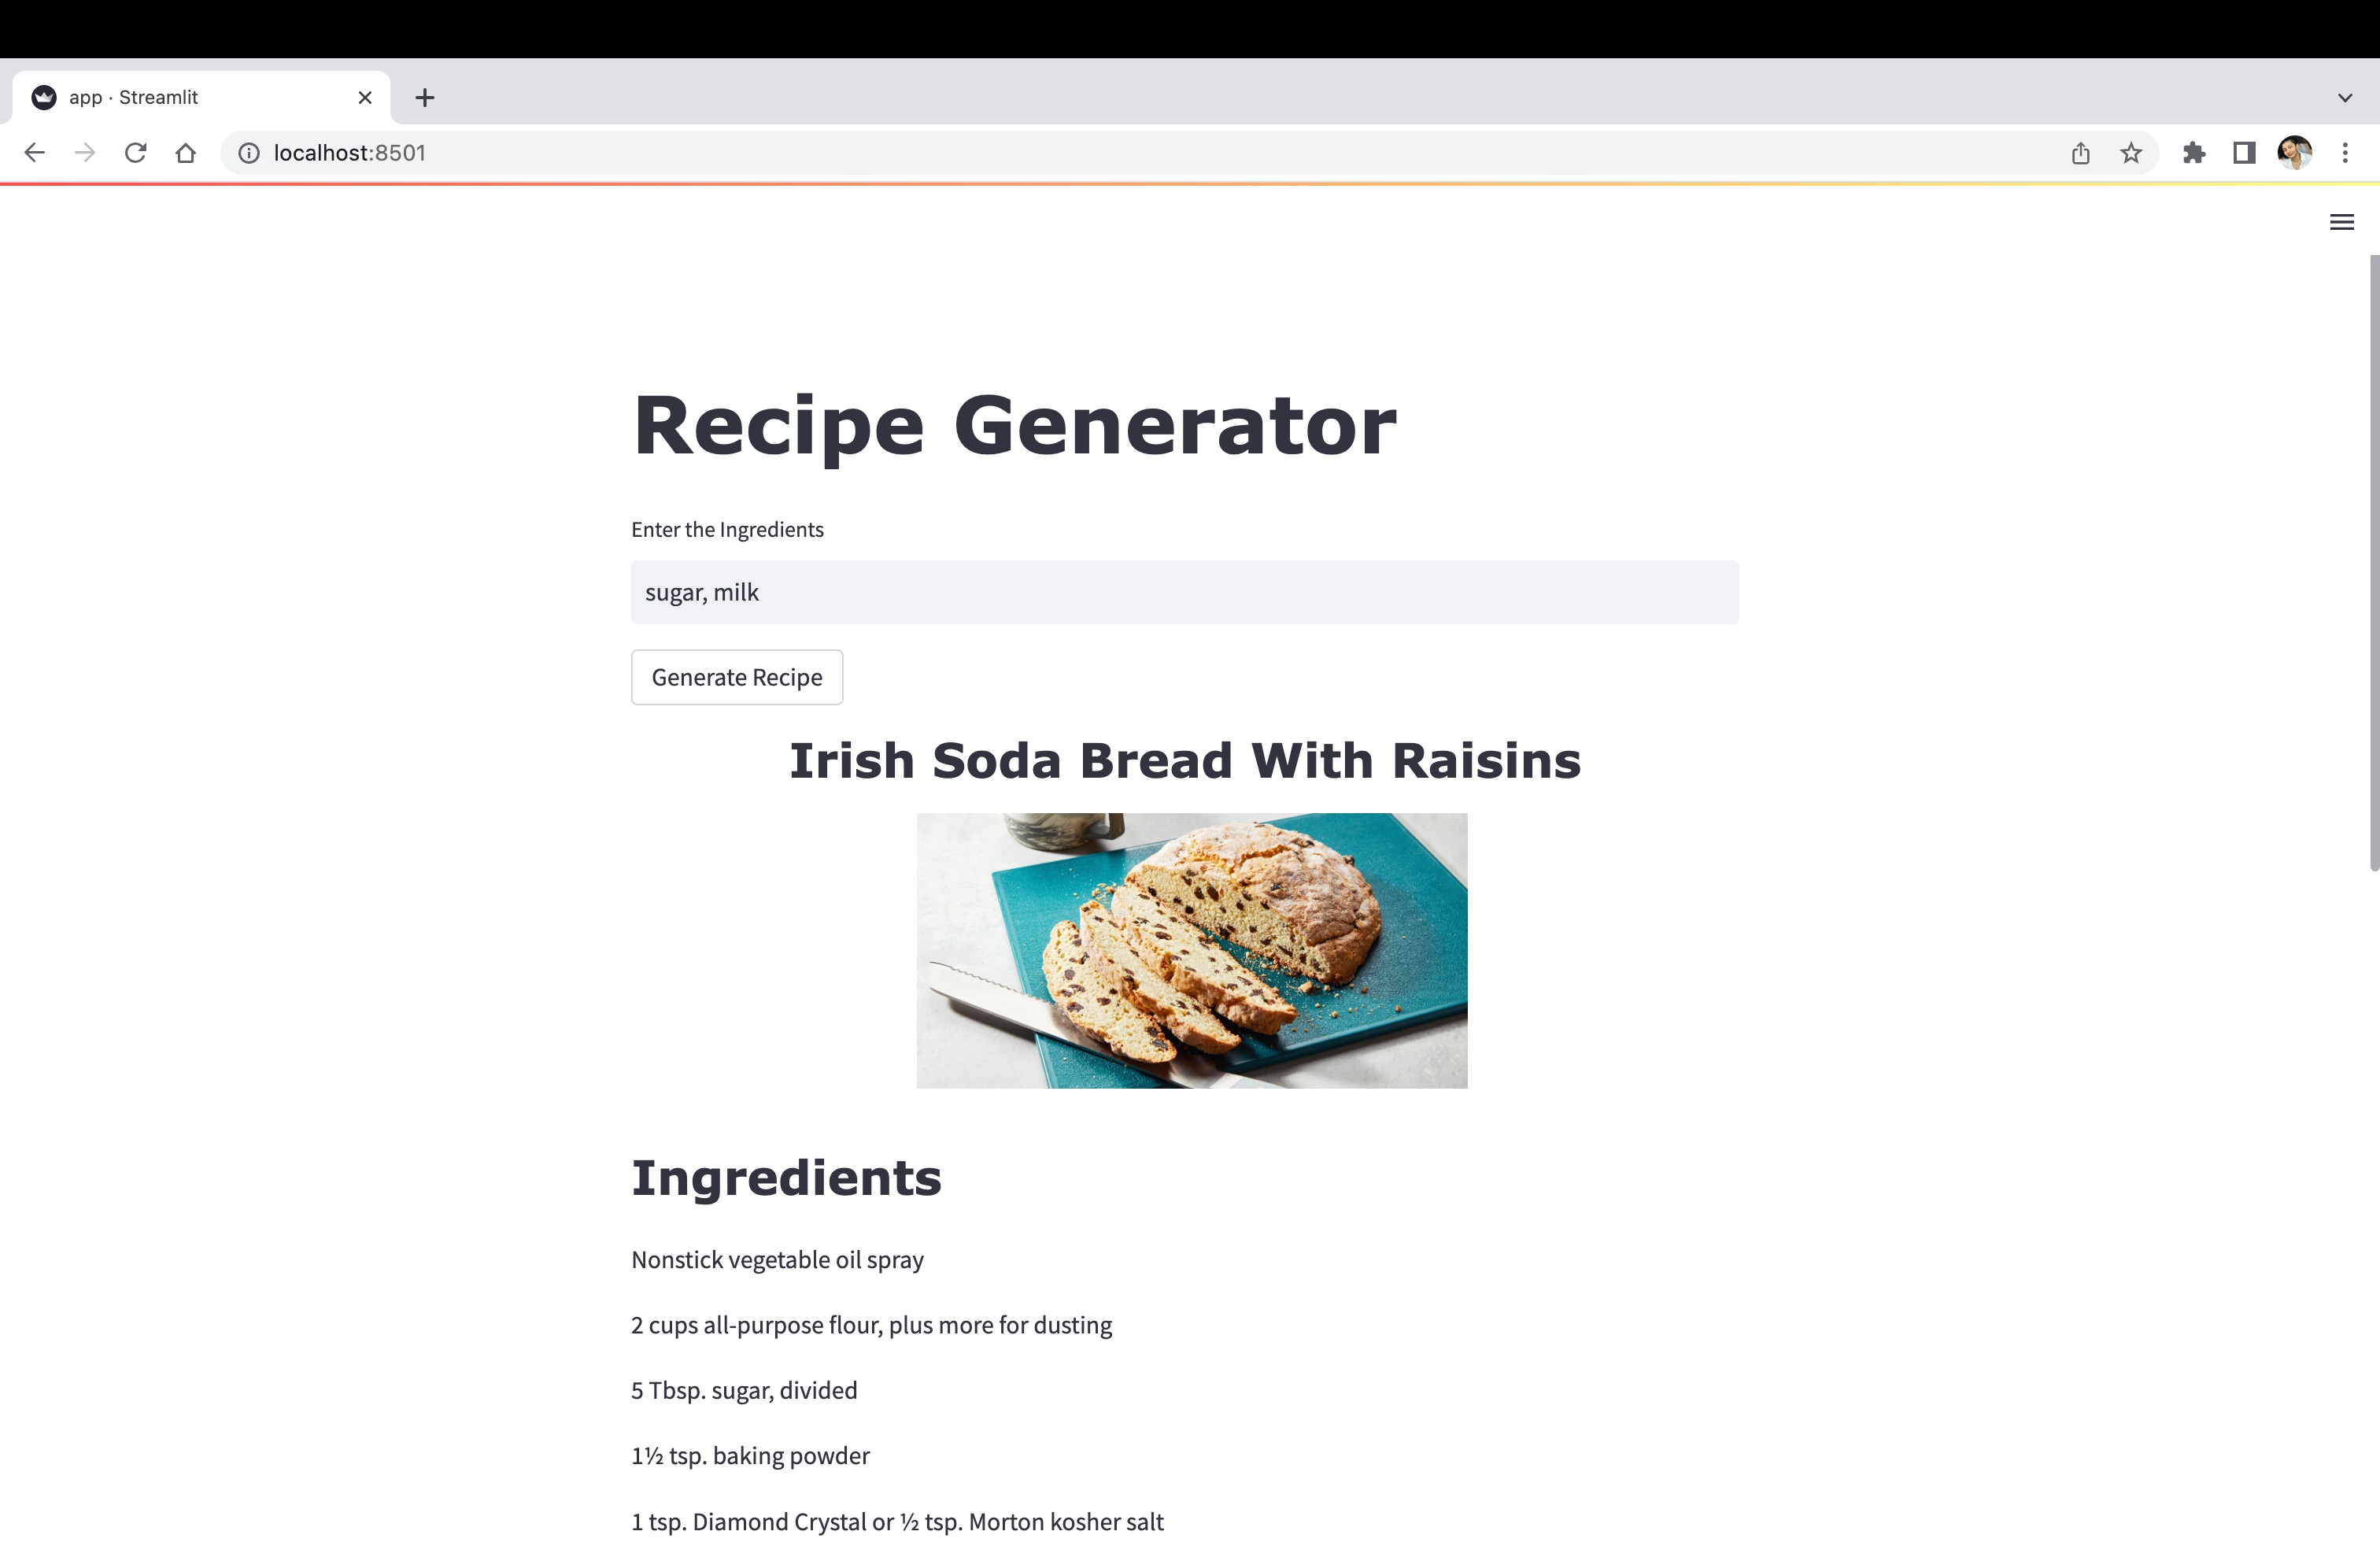 app · Streamlit
localhost:8501
Recipe Generator
Enter the Ingredients
sugar, milk
Generate Recipe
Irish Soda Bread With Raisins
Ingredients
Nonstick vegetable oil spray
2 cups all-purpose flour, plus more for dusting
5 Tbsp. sugar, divided
1½ tsp. baking powder
1 tsp. Diamond Crystal or ½ tsp. Morton kosher salt